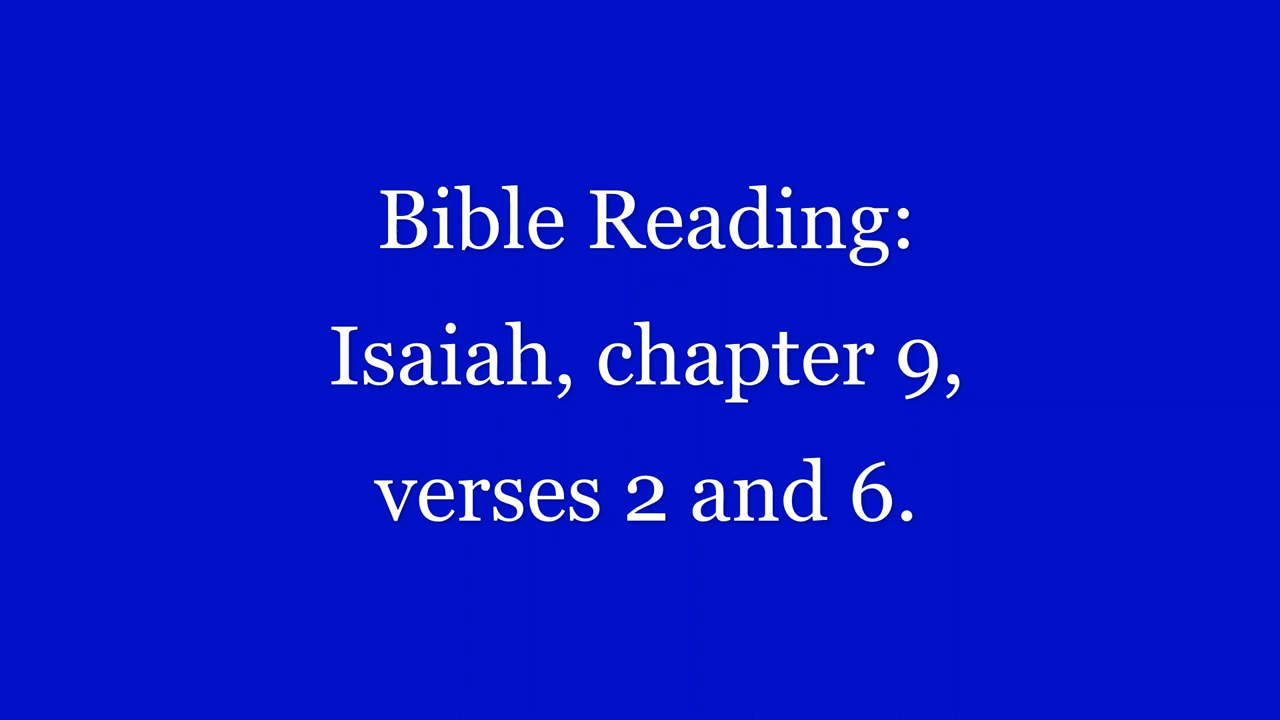 Bible Reading:
Isaiah, chapter 9,
verses 2 and 6.